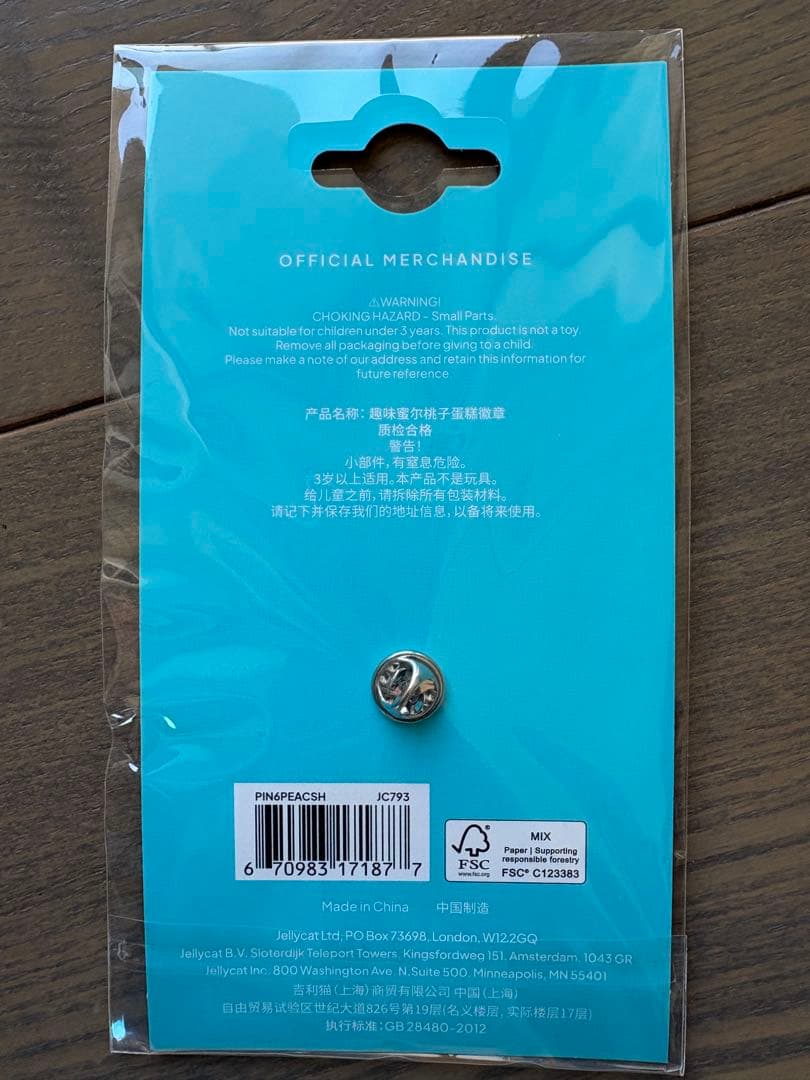 OFFICIAL MERCHANDISE
⚠WARNING!
CHOKING HAZARD - Small Parts.
Not suitable for children under 3 years. This product is not a toy.
Remove all packaging before giving to a child.
Please make a note of our address and retain this information for
future reference.
产品名称：趣味蜜尔桃子蛋糕徽章
质检合格
警告！
小部件，有窒息危险。
3岁以上适用。本产品不是玩具。
给儿童之前，请拆除所有包装材料。
请记下并保存我们的地址信息，以备将来使用。
PIN6PEACSH JC793
6 70983 17187 7
FSC
www.fsc.org
MIX
Paper | Supporting
responsible forestry
FSC® C123383
Made in China 中国制造
Jellycat Ltd, PO Box 73698, London, W12 2GQ
Jellycat B.V. Sloterdijk Teleport Towers, Kingsfordweg 151, Amsterdam, 1043 GR
Jellycat Inc. 800 Washington Ave. N.Suite 500, Minneapolis, MN 55401
吉利猫（上海）商贸有限公司 中国（上海）
自由贸易试验区世纪大道826号第19层（名义楼层，实际楼层17层）
执行标准：GB 28480-2012